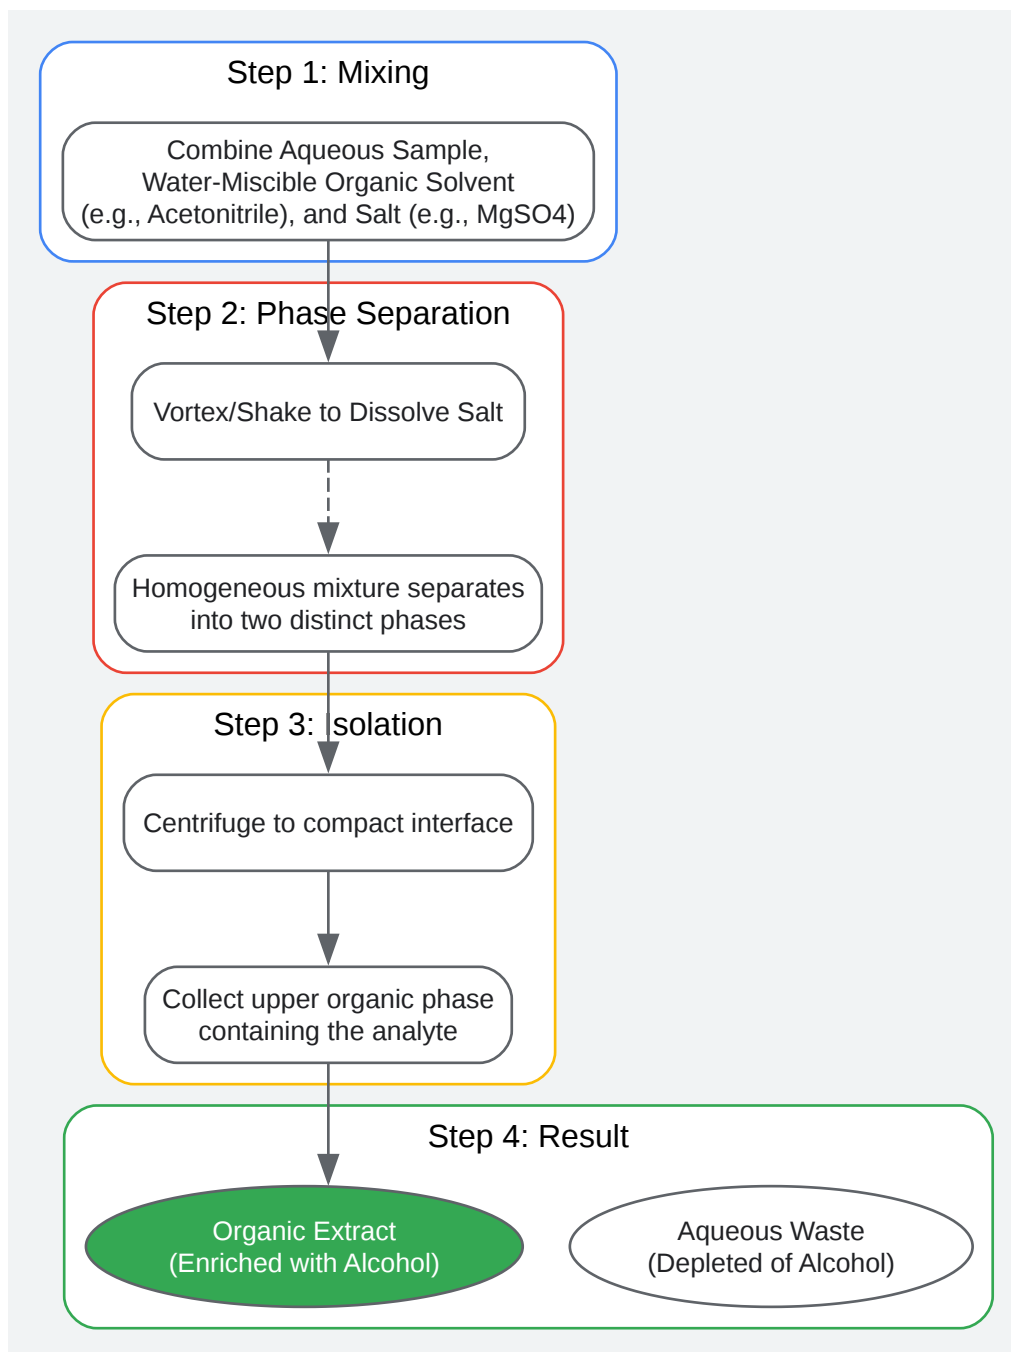 Step 1: Mixing
Combine Aqueous Sample,
Water-Miscible Organic Solvent
(e.g., Acetonitrile), and Salt (e.g., MgSO4)
Step 2: Phase Separation
Vortex/Shake to Dissolve Salt
Homogeneous mixture separates
into two distinct phases
Step 3: Isolation
Centrifuge to compact interface
Collect upper organic phase
containing the analyte
Step 4: Result
Organic Extract
(Enriched with Alcohol)
Aqueous Waste
(Depleted of Alcohol)